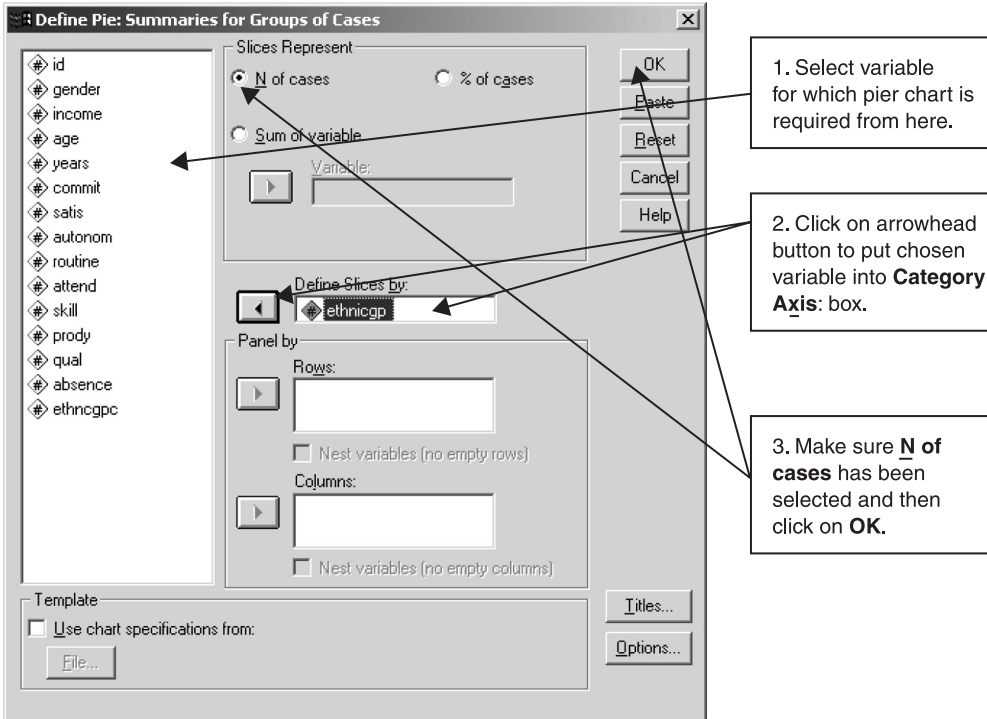 Define Pie: Summaries for Groups of Cases
id
gender
income
age
years
commit
satis
autonom
routine
attend
skill
prody
qual
absence
ethncgpc
Slices Represent
N of cases
% of cases
Sum of variable
Variable:
Define Slices by:
ethnicgp
Panel by
Rows:
Nest variables (no empty rows)
Columns:
Nest variables (no empty columns)
OK
Paste
Reset
Cancel
Help
Template
Use chart specifications from:
File...
Titles...
Options...
1. Select variable
for which pier chart is
required from here.
2. Click on arrowhead
button to put chosen
variable into Category
Axis: box.
3. Make sure N of
cases has been
selected and then
click on OK.